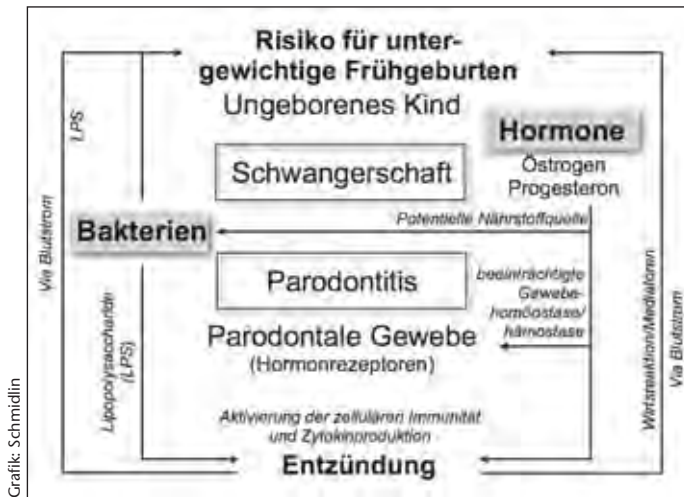 Risiko für unter-
gewichtige Frühgeburten
Ungeborenes Kind
Hormone
Östrogen
Progesteron
Schwangerschaft
Potentielle Nährstoffquelle
Bakterien
Parodontitis
beeinträchtigte
Gewebe-
homöostase/
hämostase
Parodontale Gewebe
(Hormonrezeptoren)
Aktivierung der zellulären Immunität
und Zytokinproduktion
Entzündung
LPS
Via Blutstrom
Lipopolysaccharide
(LPS)
Wirtsreaktion/Mediatoren
Via Blutstrom
Grafik: Schmidlin